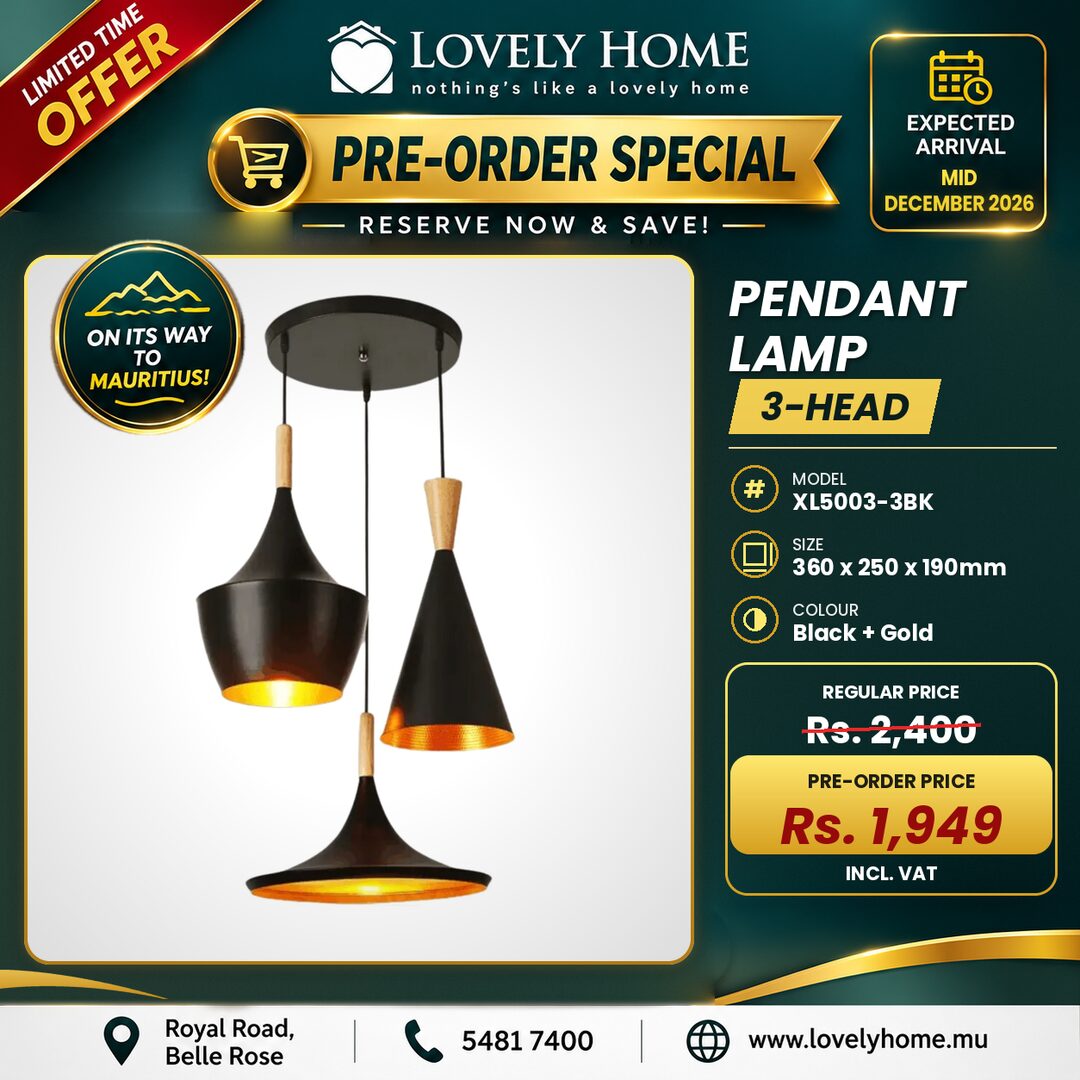 LIMITED TIME
OFFER
LOVELY HOME
nothing's like a lovely home
PRE-ORDER SPECIAL
RESERVE NOW & SAVE!
EXPECTED
ARRIVAL
MID
DECEMBER 2026
ON ITS WAY
TO
MAURITIUS!
PENDANT
LAMP
3-HEAD
#
MODEL
XL5003-3BK
SIZE
360 x 250 x 190mm
COLOUR
Black + Gold
REGULAR PRICE
Rs. 2,400
PRE-ORDER PRICE
Rs. 1,949
INCL. VAT
Royal Road,
Belle Rose
5481 7400
www.lovelyhome.mu